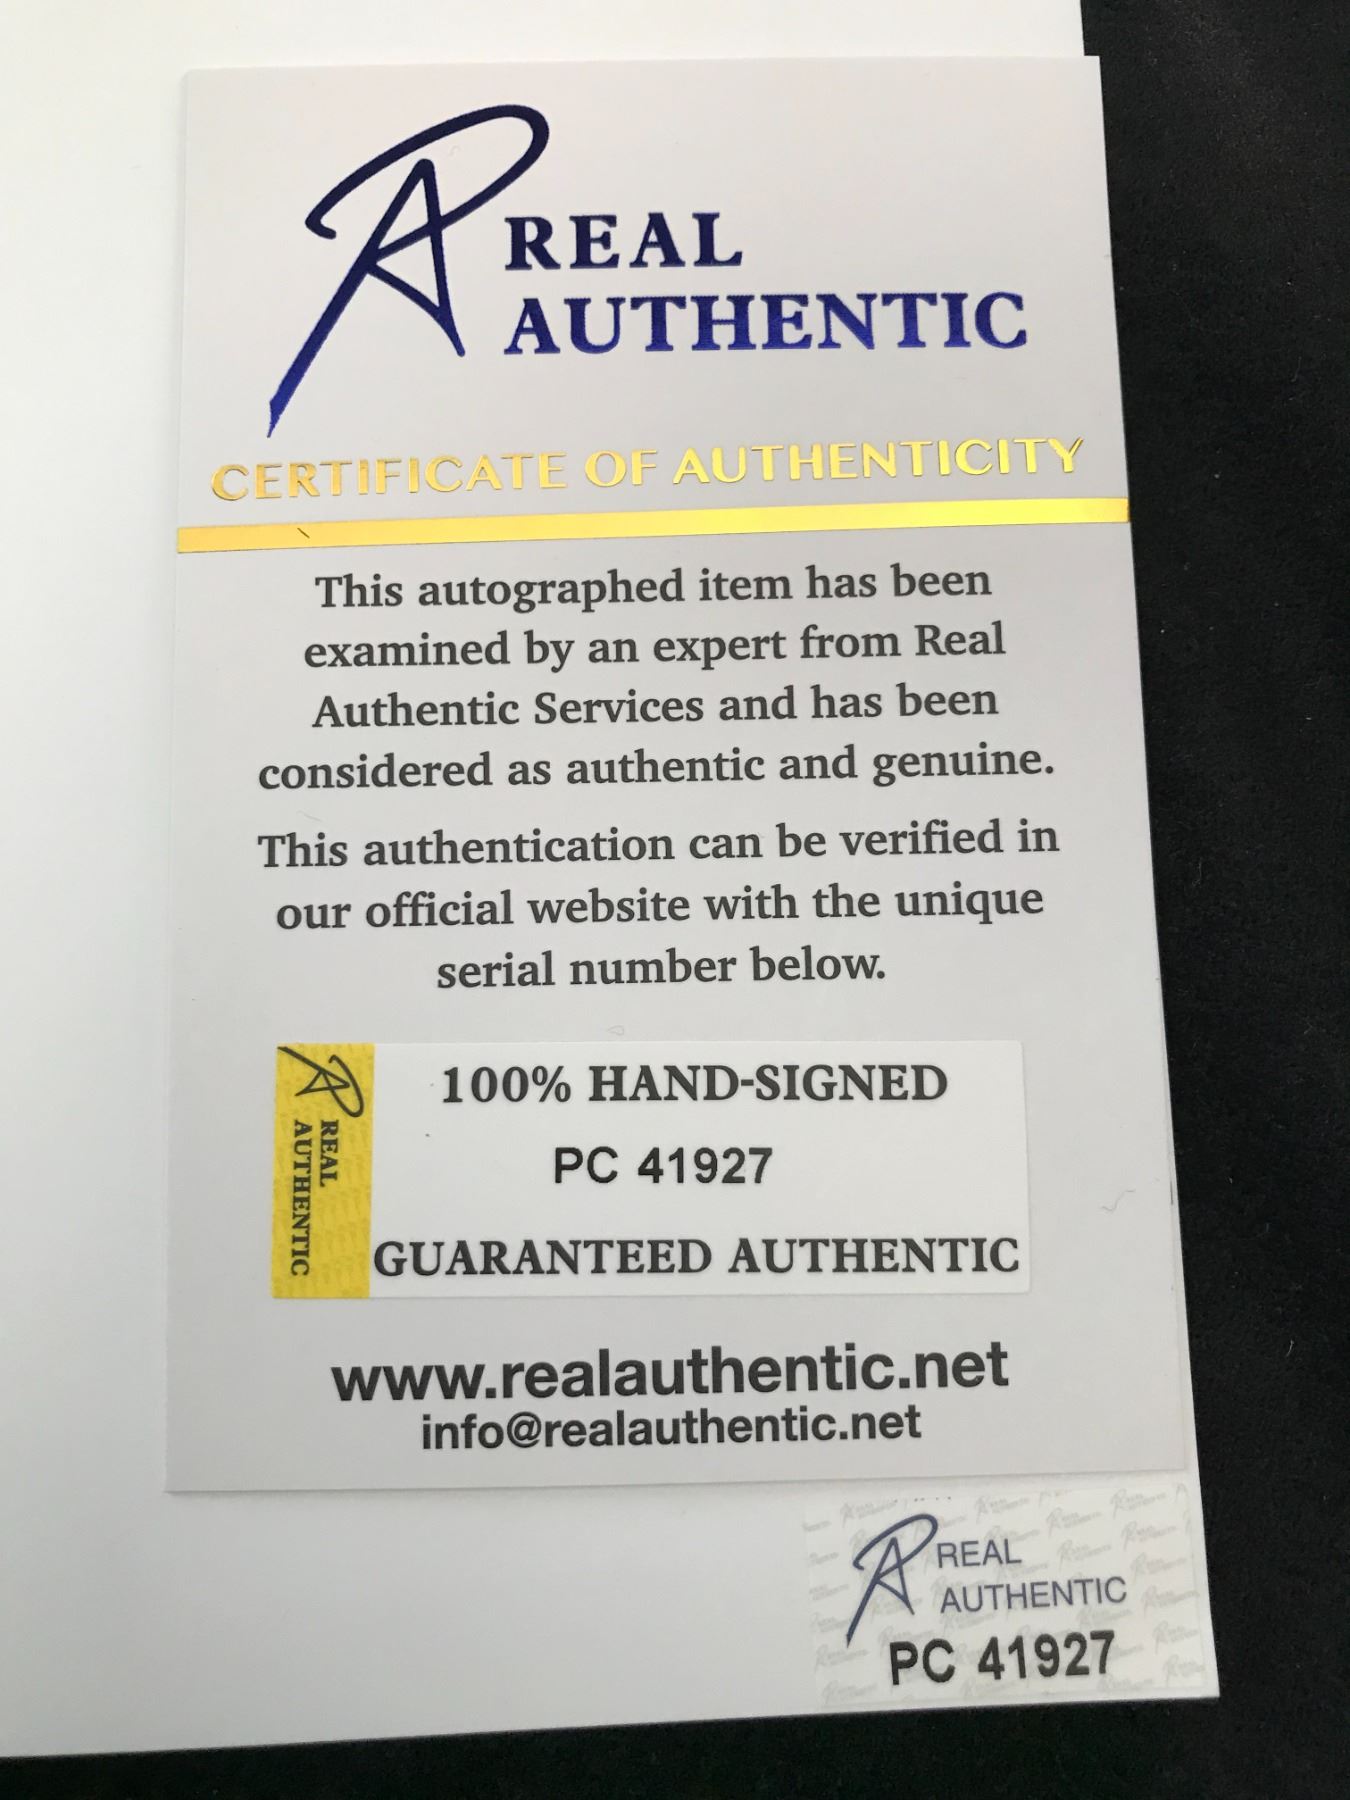 REAL
AUTHENTIC
CERTIFICATE OF AUTHENTICITY
This autographed item has been
examined by an expert from Real
Authentic Services and has been
considered as authentic and genuine.
This authentication can be verified in
our official website with the unique
serial number below.
REAL
AUTHENTIC
100% HAND-SIGNED
PC 41927
GUARANTEED AUTHENTIC
www.realauthentic.net
info@realauthentic.net
REAL
AUTHENTIC
PC 41927